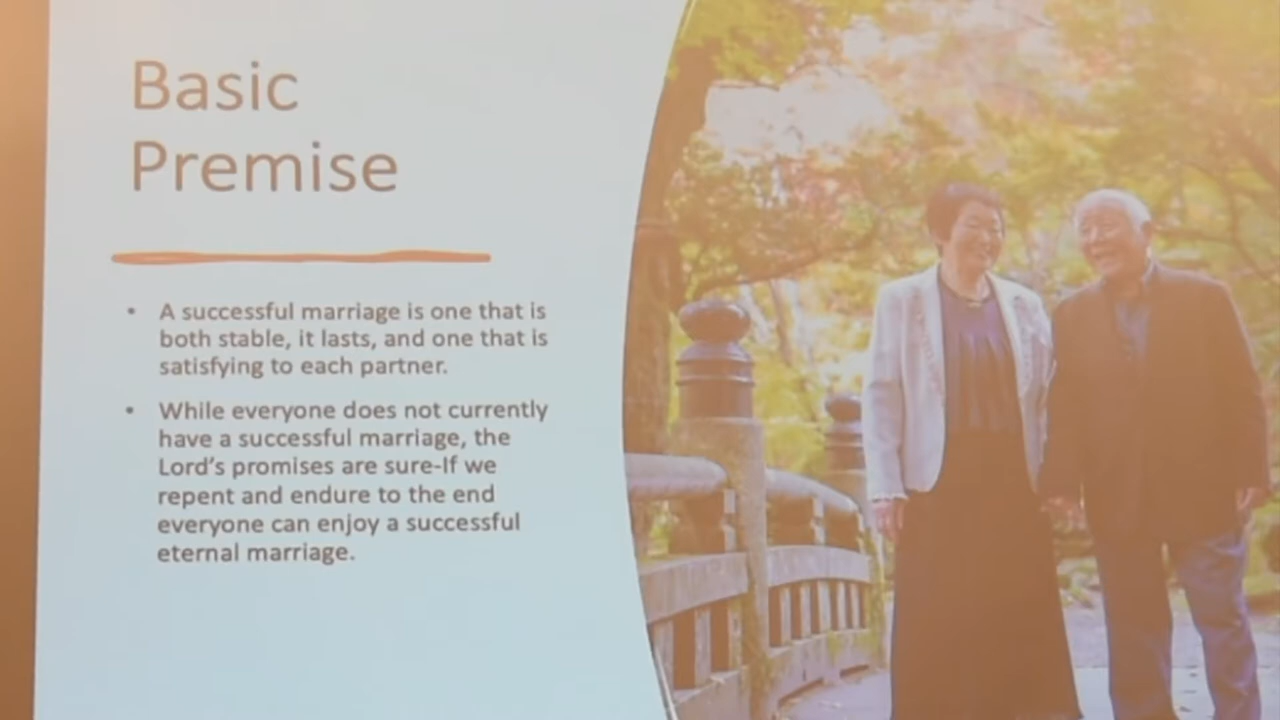 Basic
Premise
• A successful marriage is one that is
both stable, it lasts, and one that is
satisfying to each partner.
• While everyone does not currently
have a successful marriage, the
Lord's promises are sure-If we
repent and endure to the end
everyone can enjoy a successful
eternal marriage.